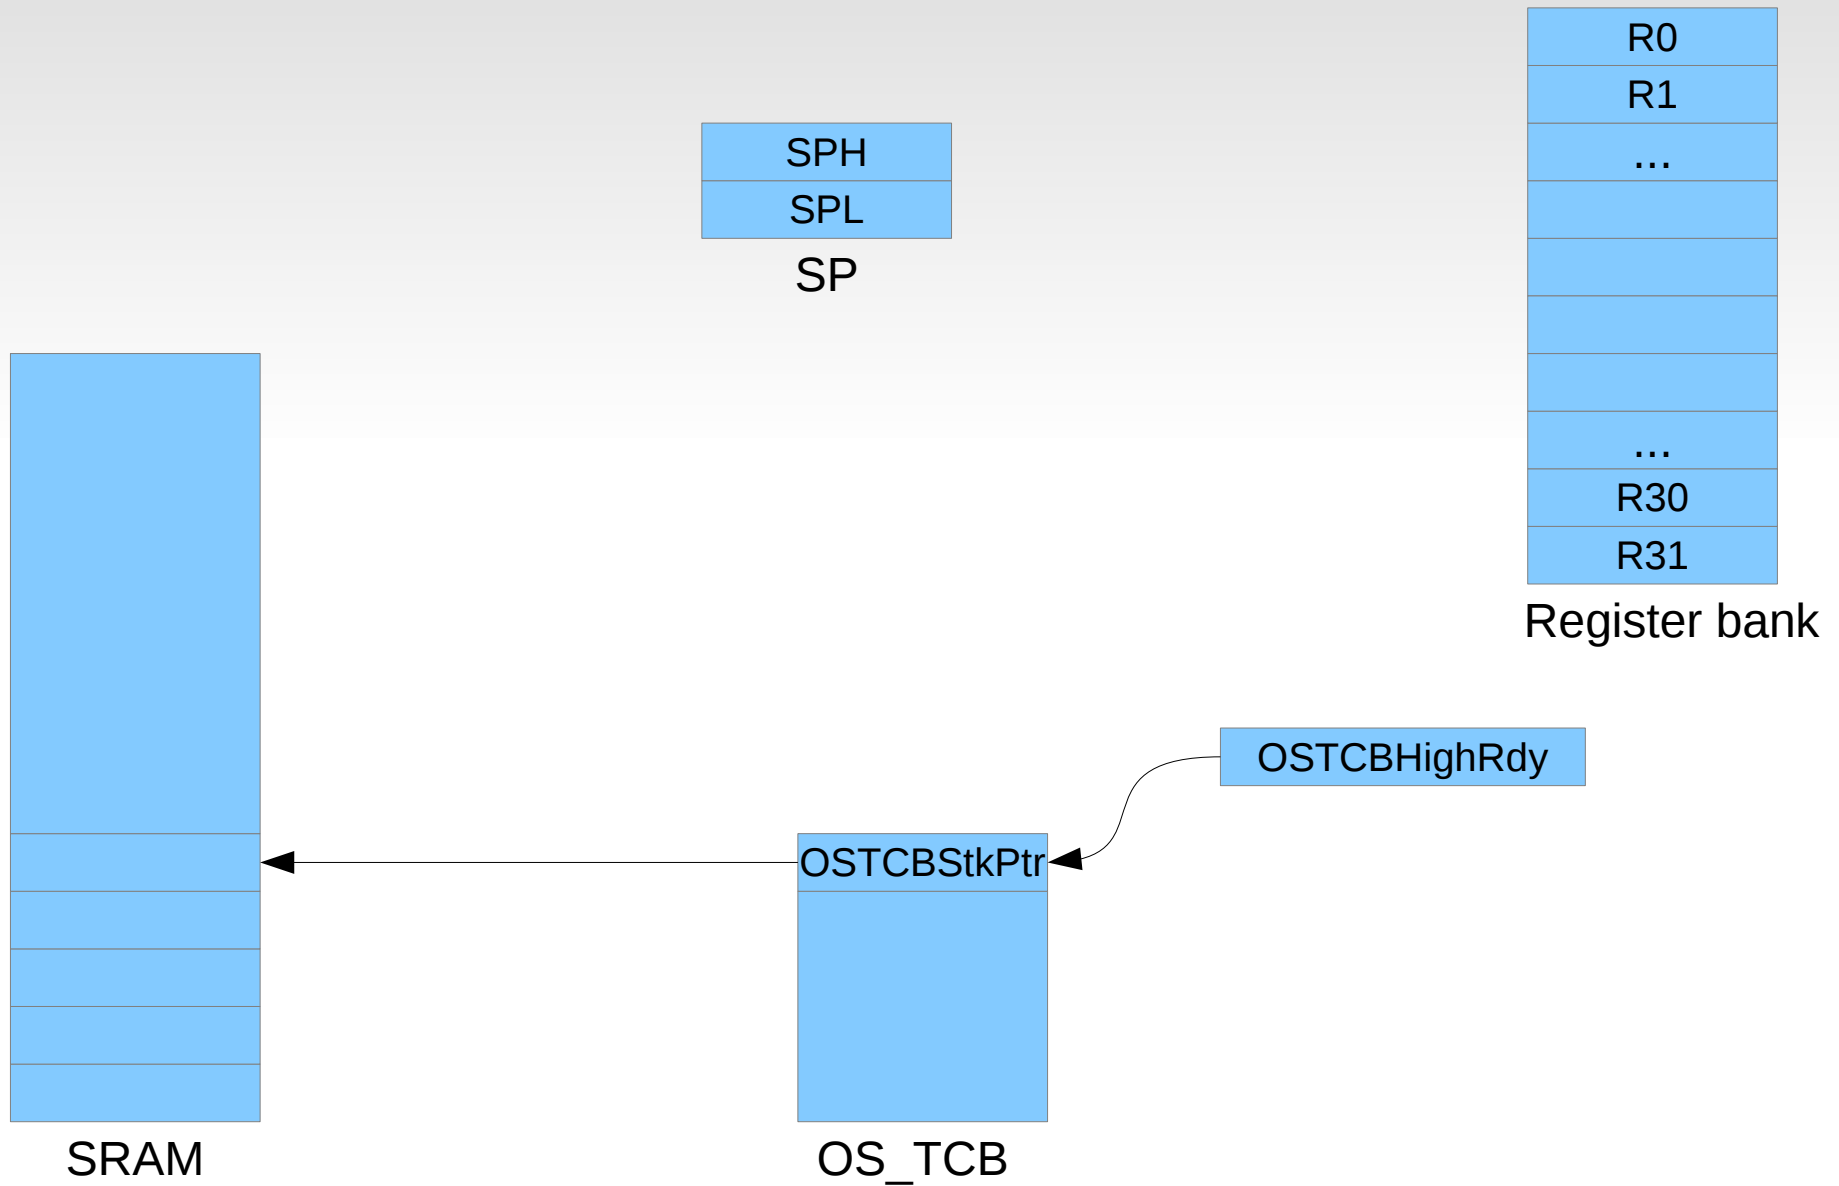 R0
R1
...
...
R30
R31
Register bank
SPH
SPL
SP
OSTCBHighRdy
OSTCBStkPtr
SRAM
OS_TCB